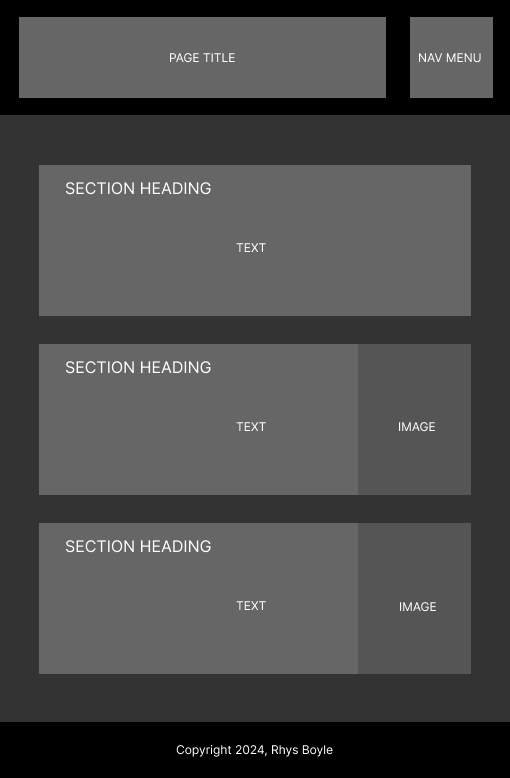 PAGE TITLE
NAV MENU
SECTION HEADING
TEXT
SECTION HEADING
TEXT
IMAGE
SECTION HEADING
TEXT
IMAGE
Copyright 2024, Rhys Boyle